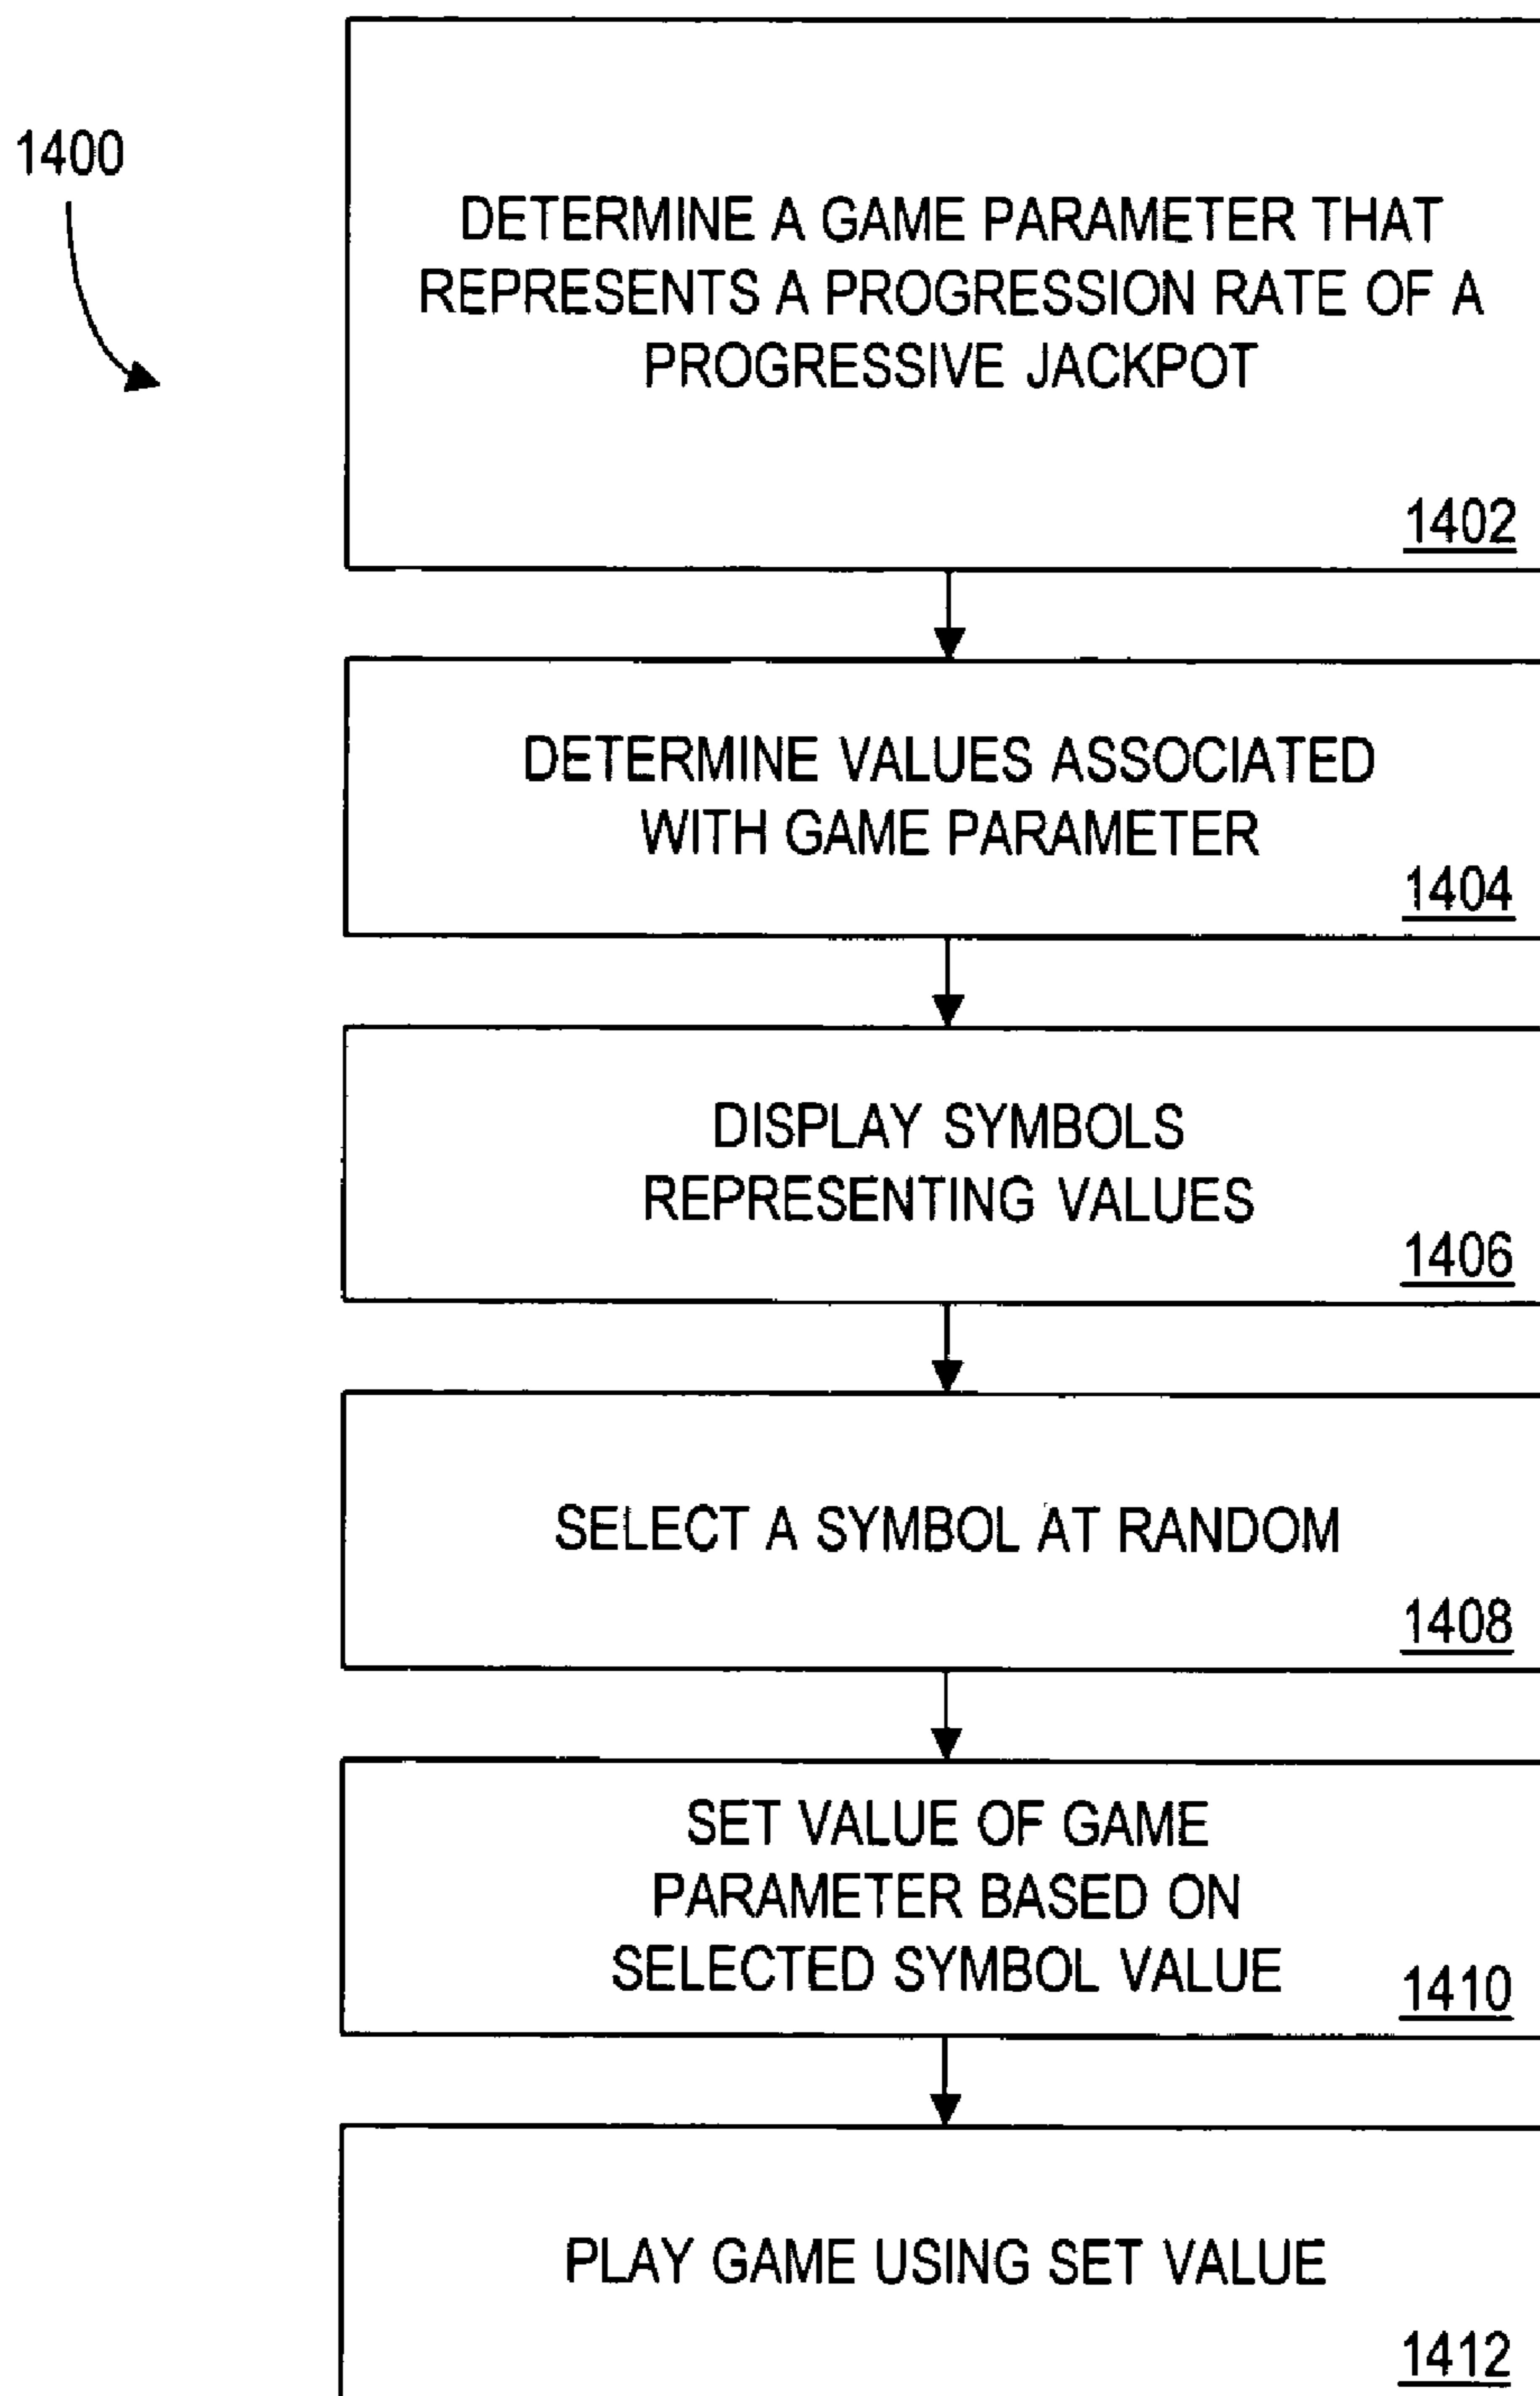 1400
DETERMINE A GAME PARAMETER THAT
REPRESENTS A PROGRESSION RATE OF A
PROGRESSIVE JACKPOT
1402
DETERMINE VALUES ASSOCIATED
WITH GAME PARAMETER
1404
DISPLAY SYMBOLS
REPRESENTING VALUES
1406
SELECT A SYMBOL AT RANDOM
1408
SET VALUE OF GAME
PARAMETER BASED ON
SELECTED SYMBOL VALUE
1410
PLAY GAME USING SET VALUE
1412